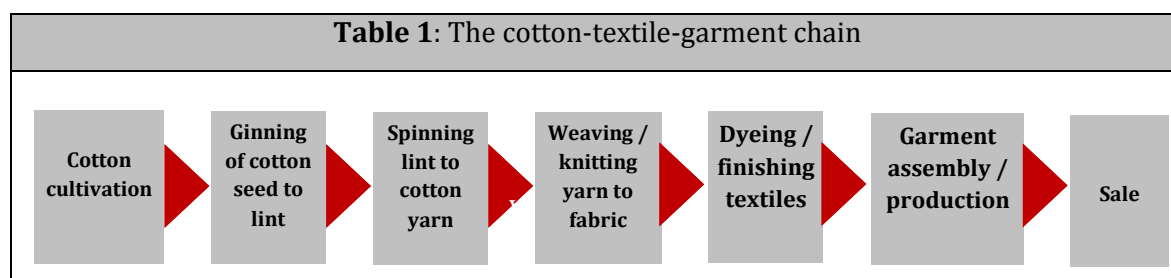 Table 1: The cotton-textile-garment chain
Cotton
cultivation
Ginning
of cotton
seed to
lint
Spinning
lint to
cotton
yarn
Weaving /
knitting
yarn to
fabric
Dyeing /
finishing
textiles
Garment
assembly /
production
Sale